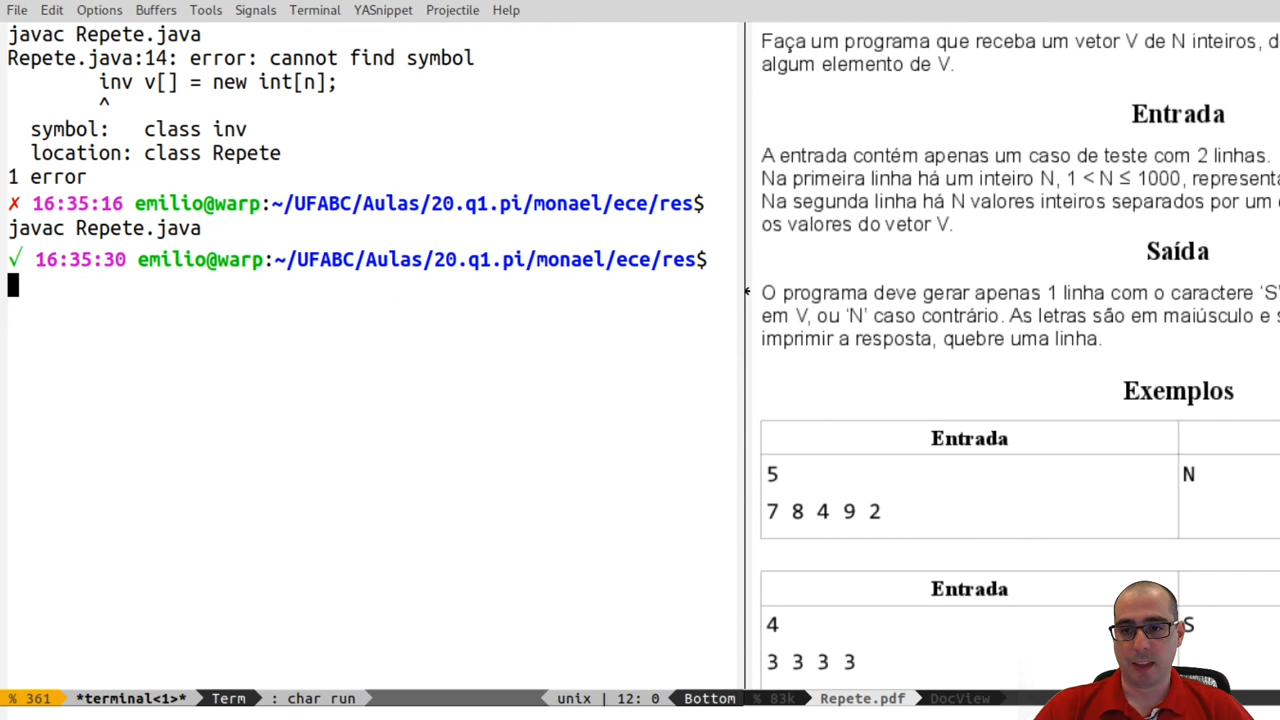 File Edit Options Buffers Tools Signals Terminal YASnippet Projectile Help
javac Repete.java
Repete.java:14: error: cannot find symbol
inv v[] = new int[n];
^
symbol: class inv
location: class Repete
1 error
✗ 16:35:16 emilio@warp:~/UFABC/Aulas/20.q1.pi/monael/ece/res$
javac Repete.java
√ 16:35:30 emilio@warp:~/UFABC/Aulas/20.q1.pi/monael/ece/res$
% 361 *terminal<1>* Term : char run unix | 12: 0 Bottom
Faça um programa que receba um vetor V de N inteiros, d
algum elemento de V.
Entrada
A entrada contém apenas um caso de teste com 2 linhas.
Na primeira linha há um inteiro N, 1 < N ≤ 1000, representa
Na segunda linha há N valores inteiros separados por um
os valores do vetor V.
Saída
O programa deve gerar apenas 1 linha com o caractere ‘S’
em V, ou ‘N’ caso contrário. As letras são em maiúsculo e s
imprimir a resposta, quebre uma linha.
Exemplos
Entrada
5 N
7 8 4 9 2
Entrada
4 S
3 3 3 3
% 83k Repete.pdf DocView